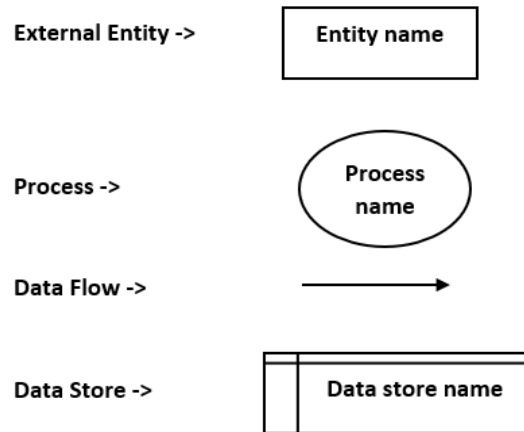 External Entity -> Entity name
Process -> Process
name
Data Flow ->
Data Store -> Data store name